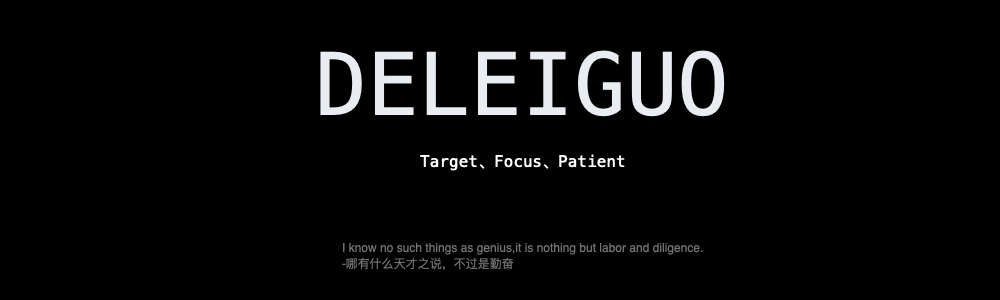 DELEIGUO
Target、Focus、Patient
I know no such things as genius,it is nothing but labor and diligence.
-哪有什么天才之说，不过是勤奋